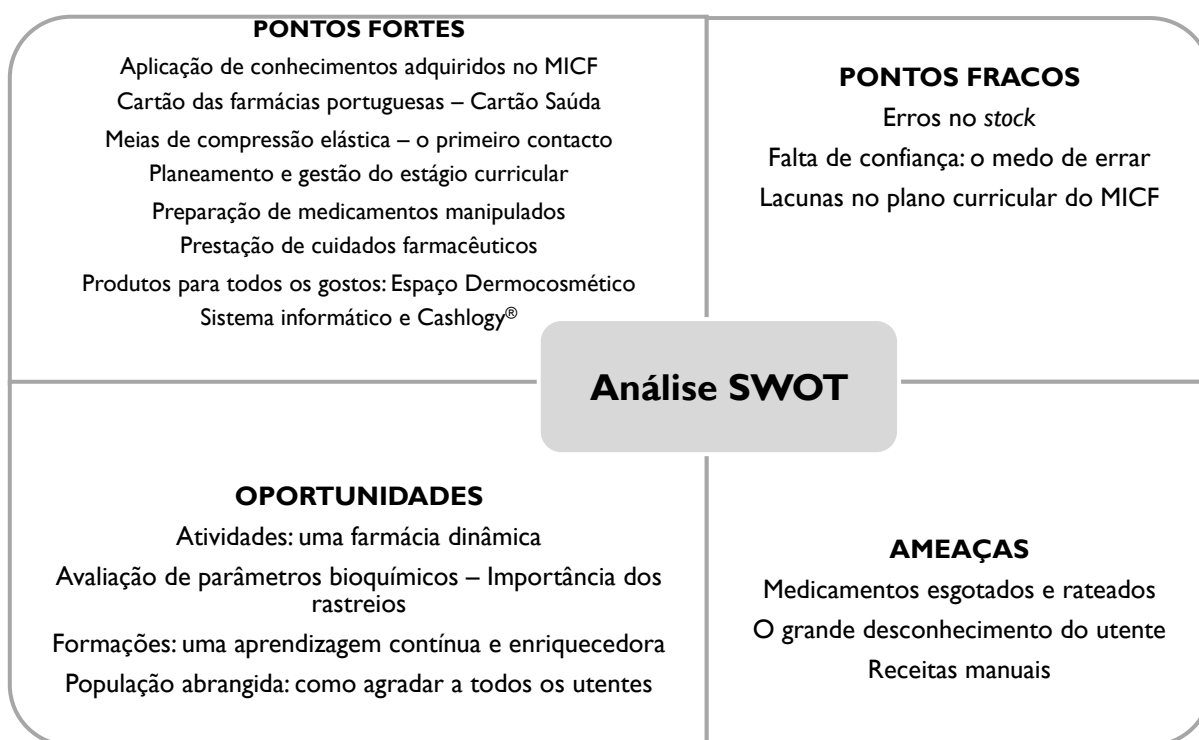 PONTOS FORTES
Aplicação de conhecimentos adquiridos no MICF
Cartão das farmácias portuguesas – Cartão Saúda
Meias de compressão elástica – o primeiro contacto
Planeamento e gestão do estágio curricular
Preparação de medicamentos manipulados
Prestação de cuidados farmacêuticos
Produtos para todos os gostos: Espaço Dermocosmético
Sistema informático e Cashlogy®
PONTOS FRACOS
Erros no stock
Falta de confiança: o medo de errar
Lacunas no plano curricular do MICF
Análise SWOT
OPORTUNIDADES
Atividades: uma farmácia dinâmica
Avaliação de parâmetros bioquímicos – Importância dos
rastreios
Formações: uma aprendizagem contínua e enriquecedora
População abrangida: como agradar a todos os utentes
AMEAÇAS
Medicamentos esgotados e rateados
O grande desconhecimento do utente
Receitas manuais